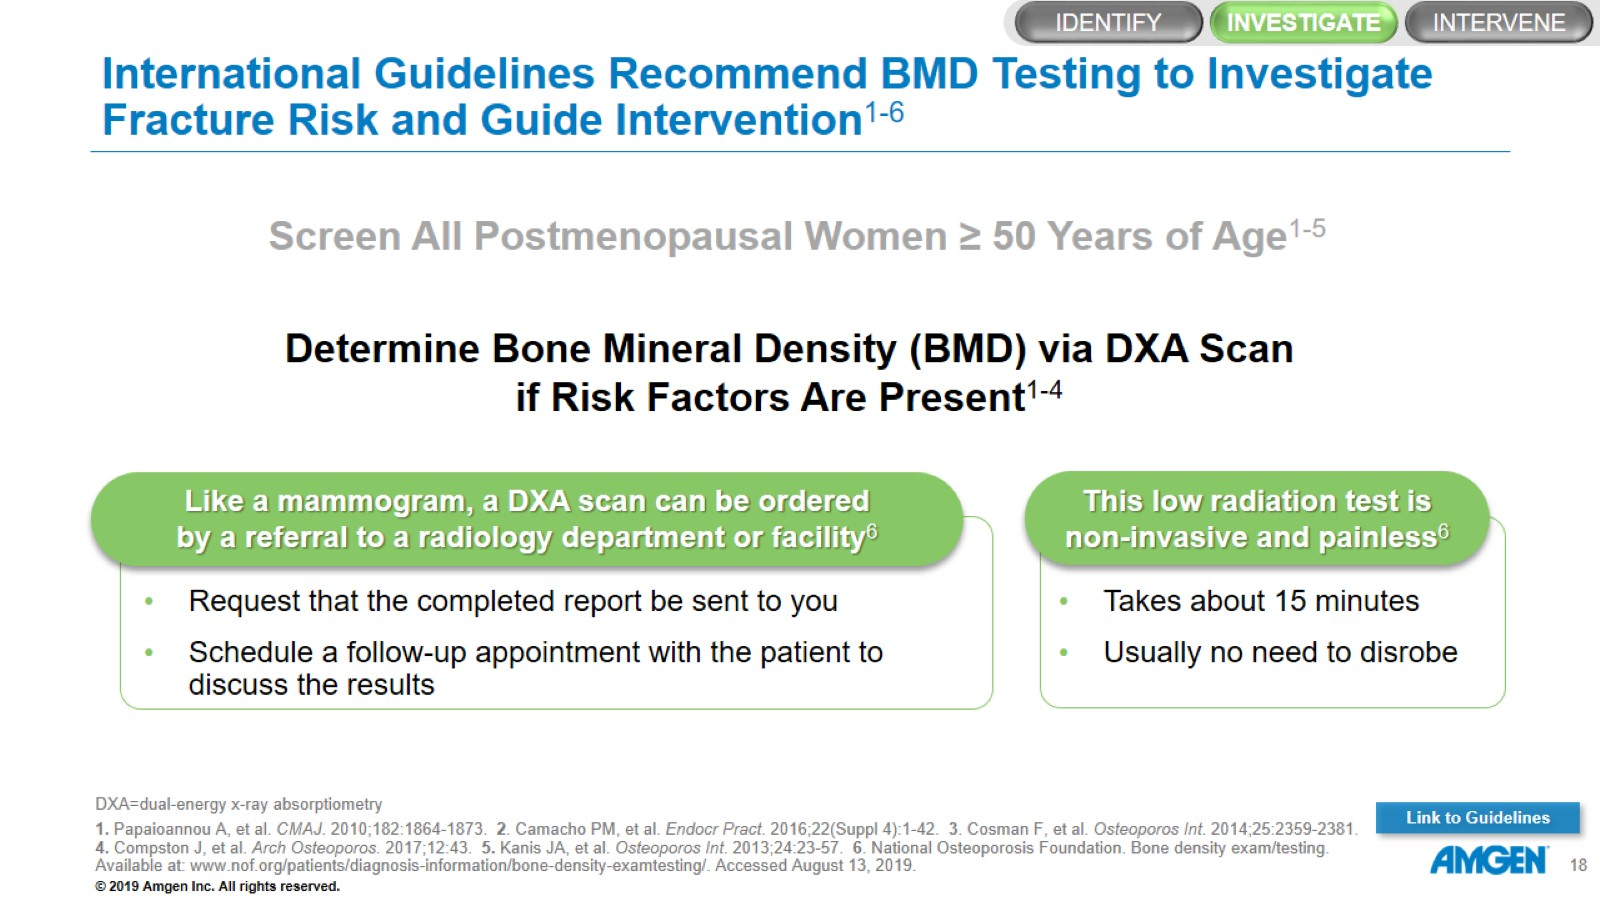 IDENTIFY
INVESTIGATE
INTERVENE
International Guidelines Recommend BMD Testing to Investigate
Fracture Risk and Guide Intervention1-6
Screen All Postmenopausal Women ≥ 50 Years of Age1-5
Determine Bone Mineral Density (BMD) via DXA Scan
if Risk Factors Are Present1-4
Like a mammogram, a DXA scan can be ordered
by a referral to a radiology department or facility6
• Request that the completed report be sent to you
• Schedule a follow-up appointment with the patient to
discuss the results
This low radiation test is
non-invasive and painless6
• Takes about 15 minutes
• Usually no need to disrobe
DXA=dual-energy x-ray absorptiometry
1. Papaioannou A, et al. CMAJ. 2010;182:1864-1873. 2. Camacho PM, et al. Endocr Pract. 2016;22(Suppl 4):1-42. 3. Cosman F, et al. Osteoporos Int. 2014;25:2359-2381.
4. Compston J, et al. Arch Osteoporos. 2017;12:43. 5. Kanis JA, et al. Osteoporos Int. 2013;24:23-57. 6. National Osteoporosis Foundation. Bone density exam/testing.
Available at: www.nof.org/patients/diagnosis-information/bone-density-examtesting/. Accessed August 13, 2019.
© 2019 Amgen Inc. All rights reserved.
Link to Guidelines
AMGEN
18